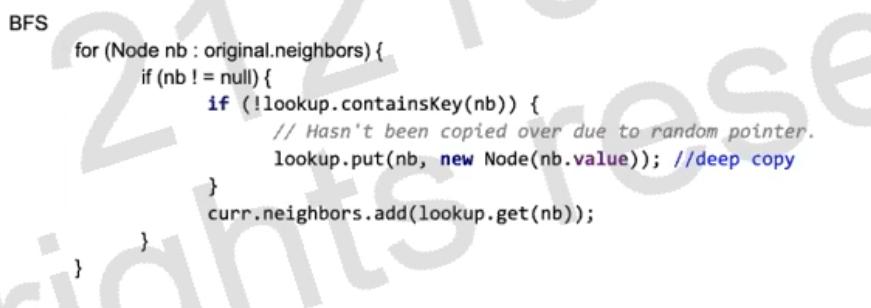 BFS
for (Node nb : original.neighbors) {
if (nb ! = null) {
if (!lookup.containsKey(nb)) {
// Hasn't been copied over due to random pointer.
lookup.put(nb, new Node(nb.value)); //deep copy
}
curr.neighbors.add(lookup.get(nb));
}
}